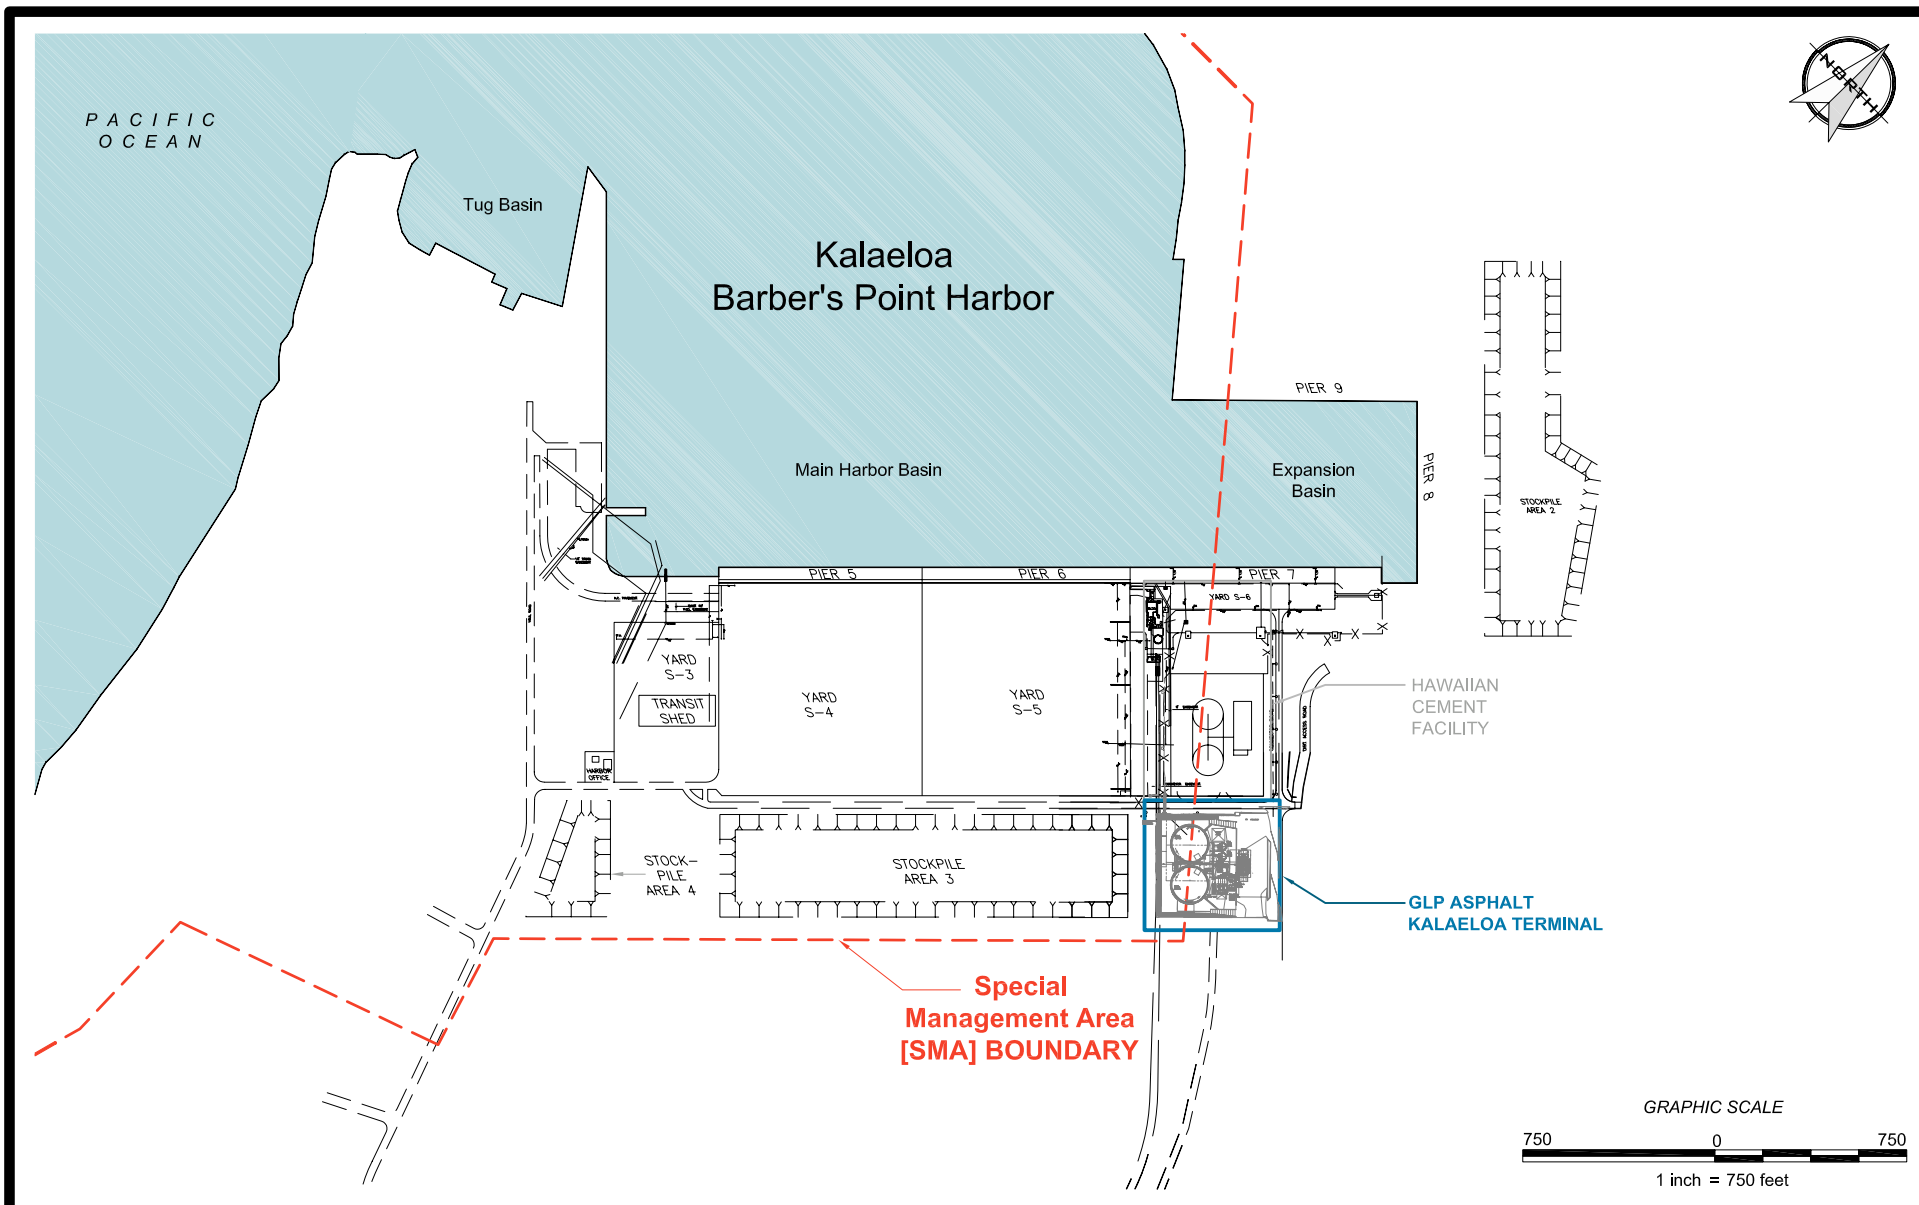 PACIFIC
OCEAN
NORTH
Tug Basin
Kalaeloa
Barber's Point Harbor
PIER 9
Main Harbor Basin
Expansion
Basin
PIER 8
STOCKPILE
AREA 2
PIER 5
PIER 6
PIER 7
YARD S-6
YARD
S-3
TRANSIT
SHED
YARD
S-4
YARD
S-5
HAWAIIAN
CEMENT
FACILITY
HARBOR
OFFICE
STOCK-
PILE
AREA 4
STOCKPILE
AREA 3
GLP ASPHALT
KALAELOA TERMINAL
Special
Management Area
[SMA] BOUNDARY
GRAPHIC SCALE
750 0 750
1 inch = 750 feet